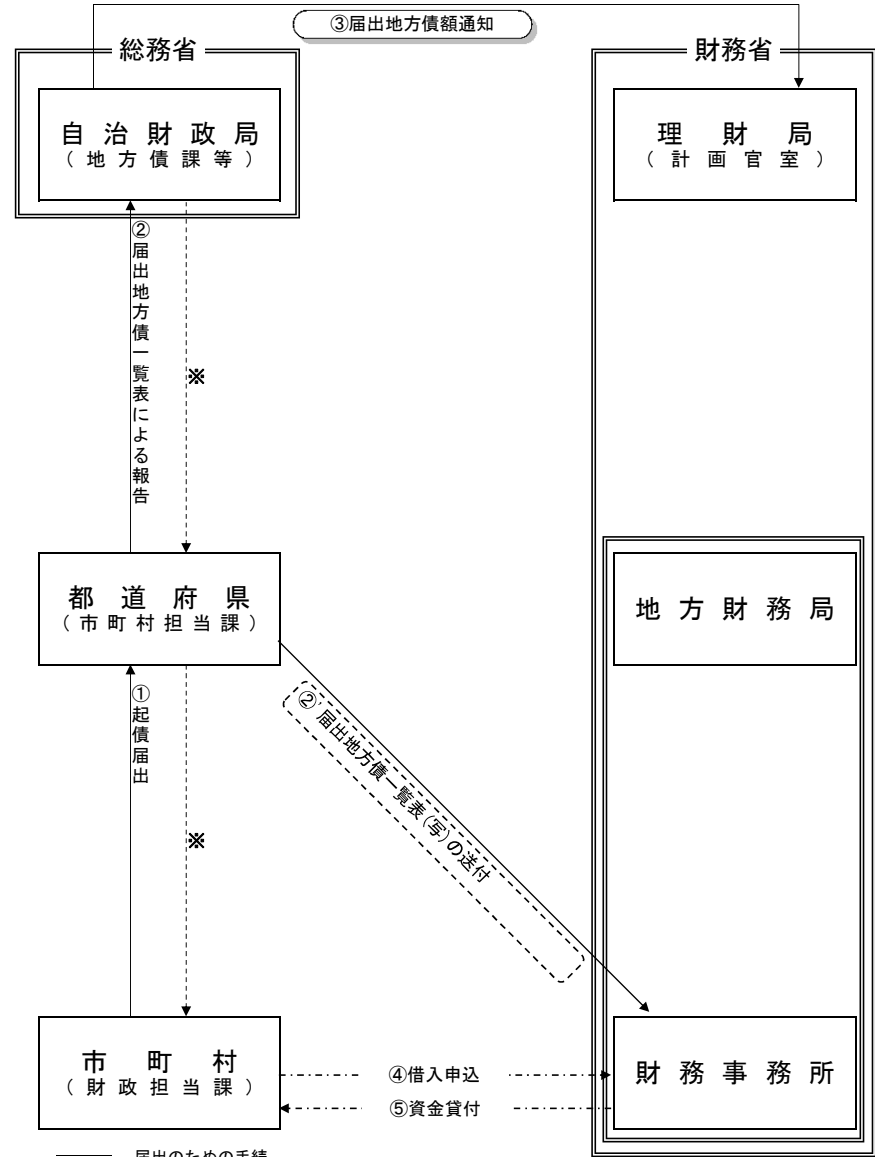 ③届出地方債額通知
総務省
財務省
自治財政局
（地方債課等）
理財局
（計画官室）
②届出地方債一覧表による報告
※
都道府県
（市町村担当課）
地方財務局
①起債届出
②’届出地方債一覧表（写）の送付
※
市町村
（財政担当課）
④借入申込
⑤資金貸付
財務事務所
届出のための手続